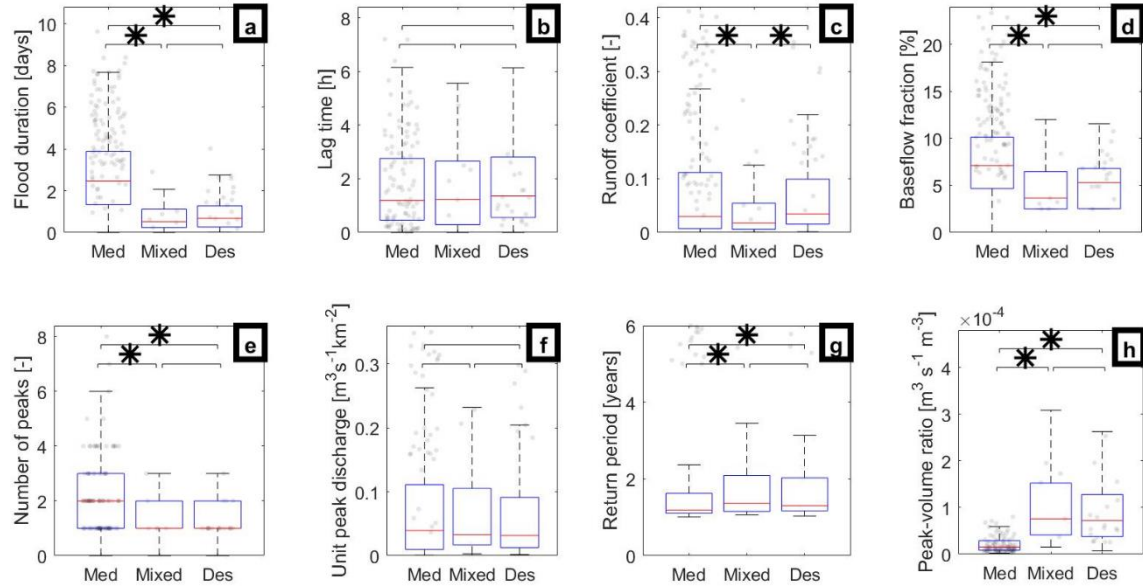 Flood duration [days]
10
8
6
4
2
0
a
Med Mixed Des
Lag time [h]
8
6
4
2
0
b
Med Mixed Des
Runoff coefficient [-]
0.4
0.3
0.2
0.1
0
c
Med Mixed Des
Baseflow fraction [%]
20
15
10
5
0
d
Med Mixed Des
Number of peaks [-]
8
6
4
2
0
e
Med Mixed Des
Unit peak discharge [m³ s⁻¹km⁻²]
0.3
0.2
0.1
0
f
Med Mixed Des
Return period [years]
6
4
2
0
g
Med Mixed Des
Peak-volume ratio [m³ s⁻¹ m⁻³]
×10⁻⁴
4
3
2
1
0
h
Med Mixed Des